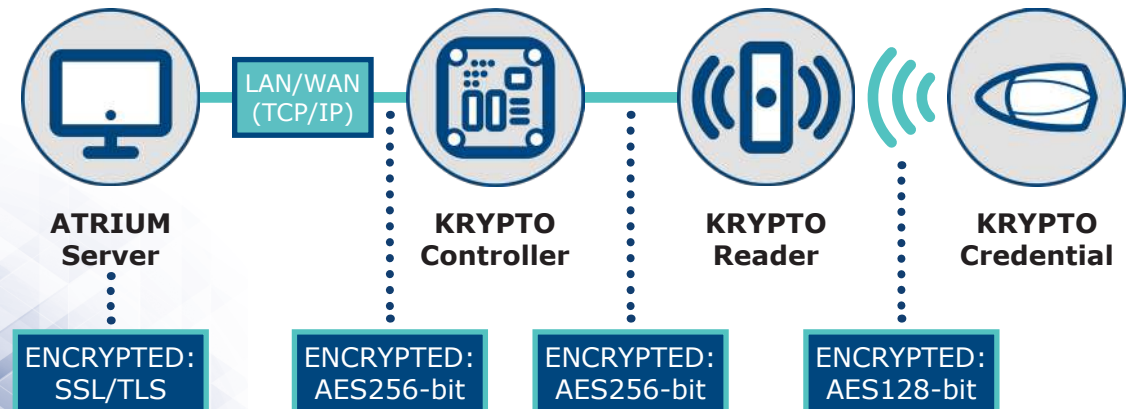 LAN/WAN
(TCP/IP)
ATRIUM
Server
KRYPTO
Controller
KRYPTO
Reader
KRYPTO
Credential
ENCRYPTED:
SSL/TLS
ENCRYPTED:
AES256-bit
ENCRYPTED:
AES256-bit
ENCRYPTED:
AES128-bit